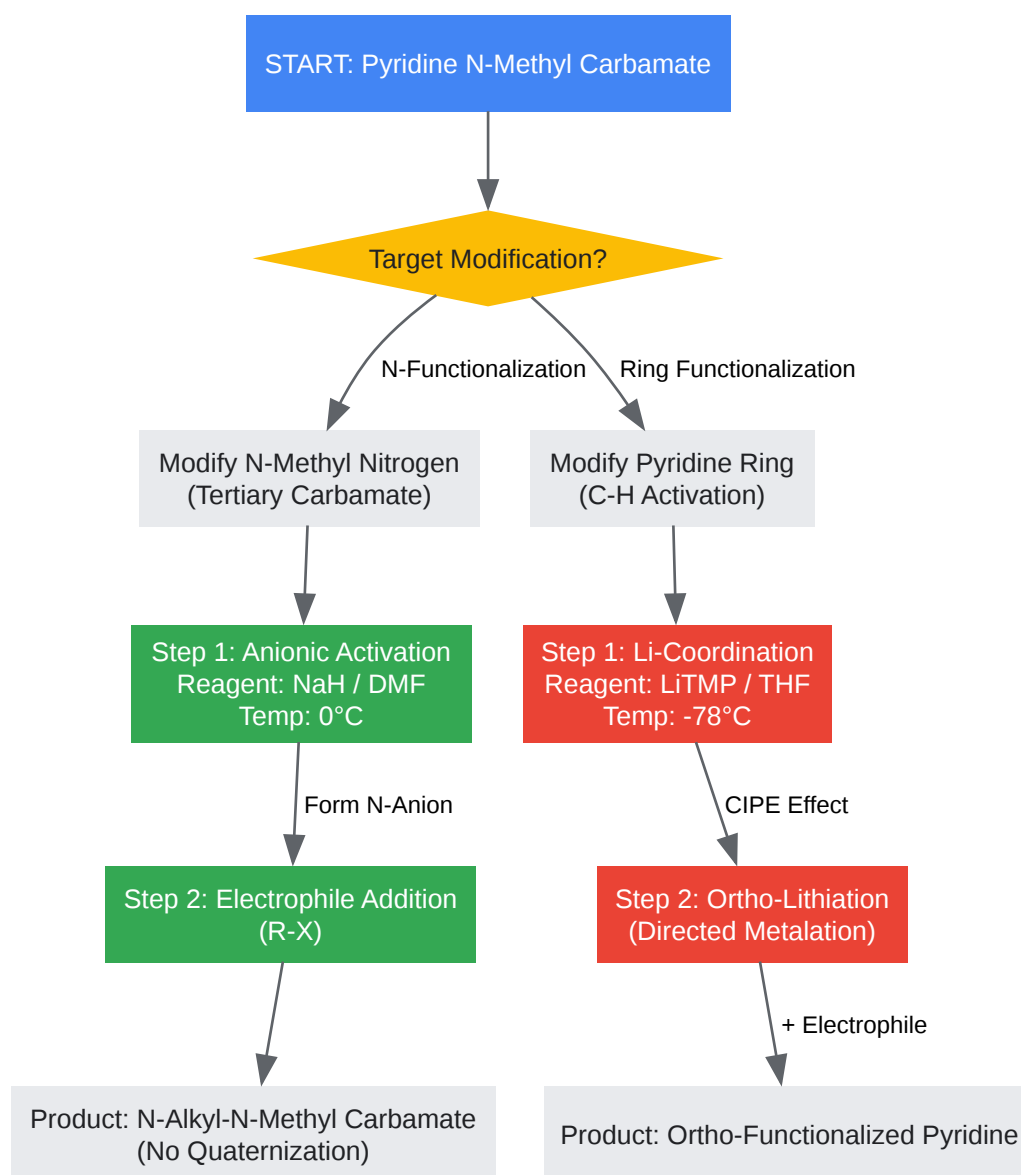 START: Pyridine N-Methyl Carbamate
Target Modification?
N-Functionalization
Ring Functionalization
Modify N-Methyl Nitrogen
(Tertiary Carbamate)
Modify Pyridine Ring
(C-H Activation)
Step 1: Anionic Activation
Reagent: NaH / DMF
Temp: 0°C
Step 1: Li-Coordination
Reagent: LiTMP / THF
Temp: -78°C
Form N-Anion
CIPE Effect
Step 2: Electrophile Addition
(R-X)
Step 2: Ortho-Lithiation
(Directed Metalation)
+ Electrophile
Product: N-Alkyl-N-Methyl Carbamate
(No Quaternization)
Product: Ortho-Functionalized Pyridine